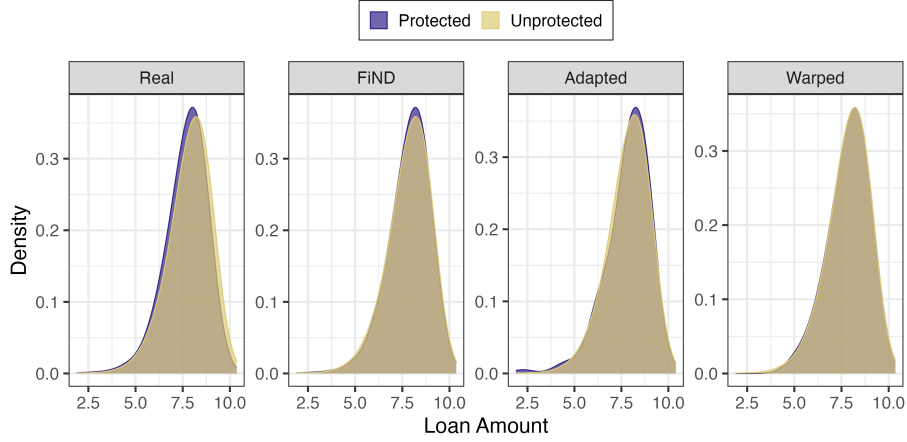 Protected Unprotected
Real FiND Adapted Warped
0.3 0.3 0.3 0.3
0.2 0.2 0.2 0.2
0.1 0.1 0.1 0.1
0.0 0.0 0.0 0.0
Density
2.5 5.0 7.5 10.0 2.5 5.0 7.5 10.0 2.5 5.0 7.5 10.0 2.5 5.0 7.5 10.0
Loan Amount